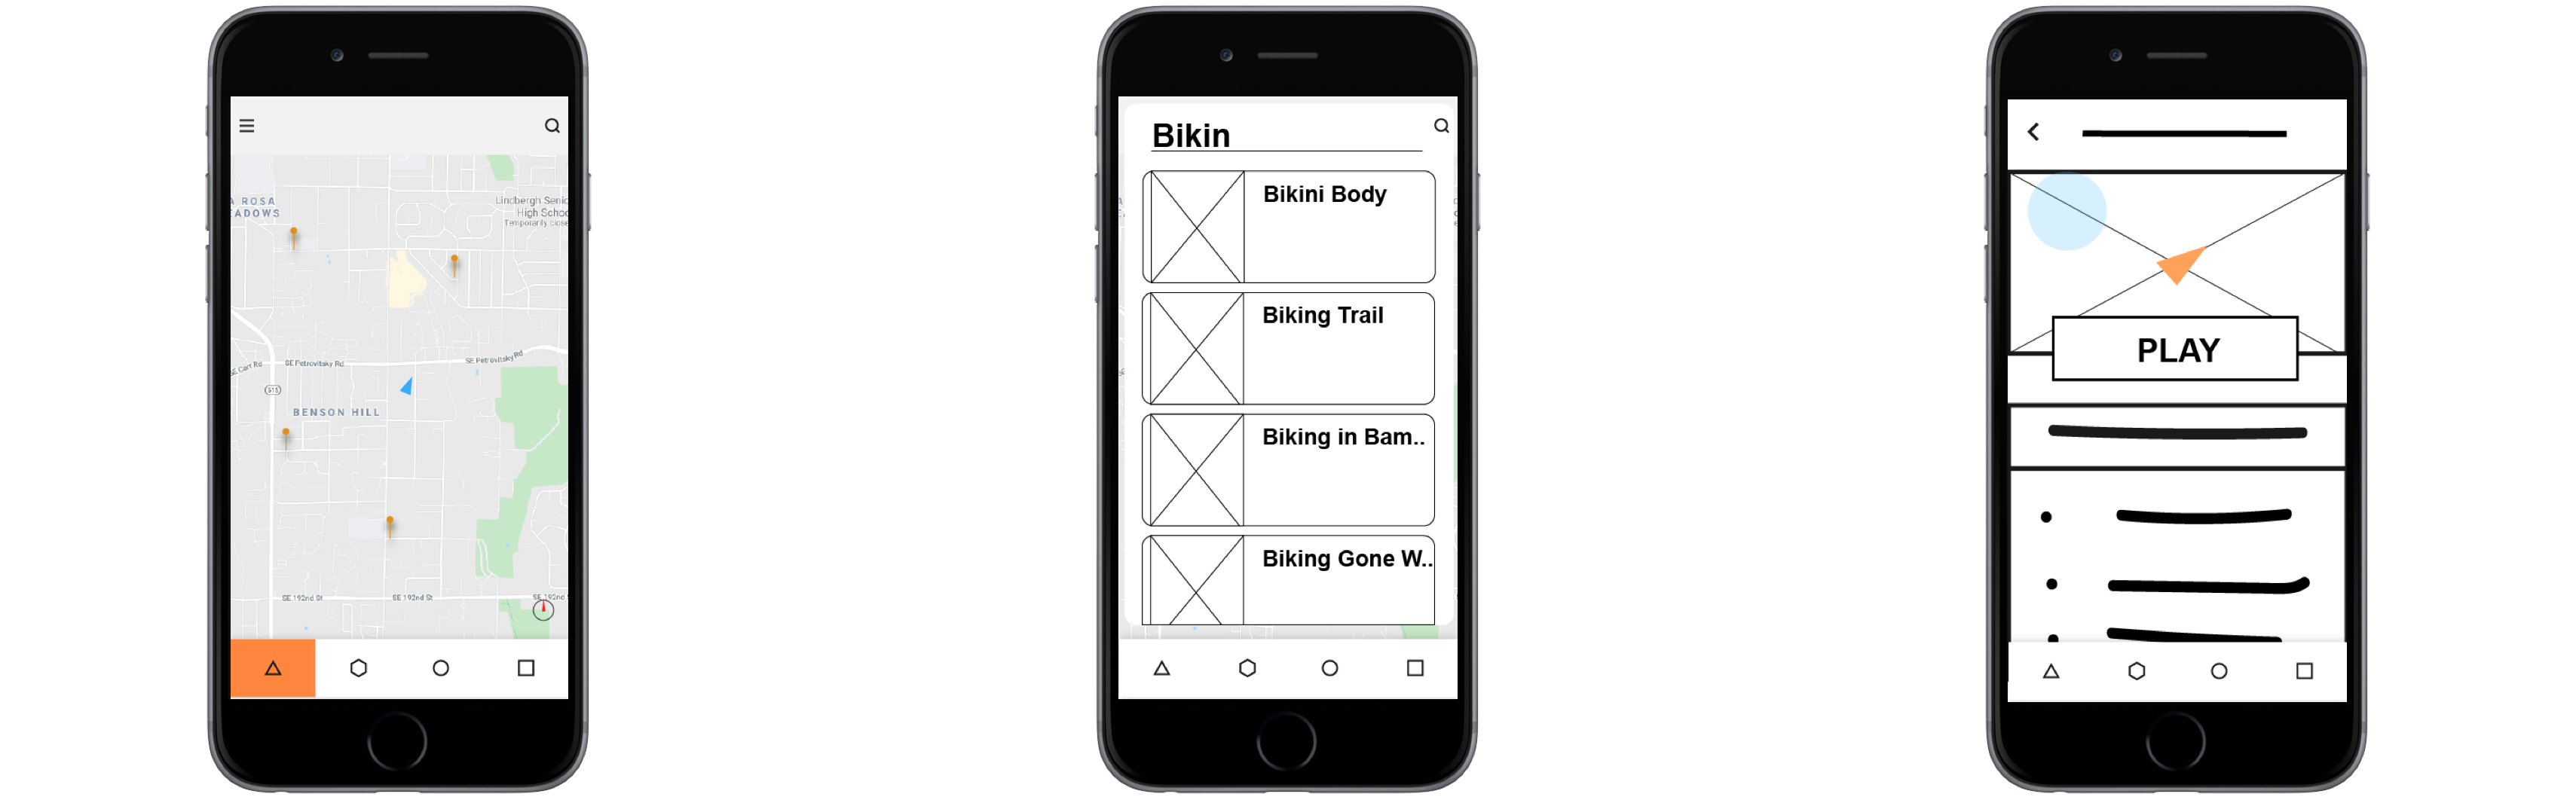 A ROSA
EADOWS
Lindbergh Senio
High Schoo
Temporarily close
SE Petrovitsky Rd
SE Petrovitsky Rd
SE Carr Rd
515
BENSON HILL
SE 192nd St
SE 192nd St
SE 192nd
Bikin
Bikini Body
Biking Trail
Biking in Bam..
Biking Gone W..
PLAY